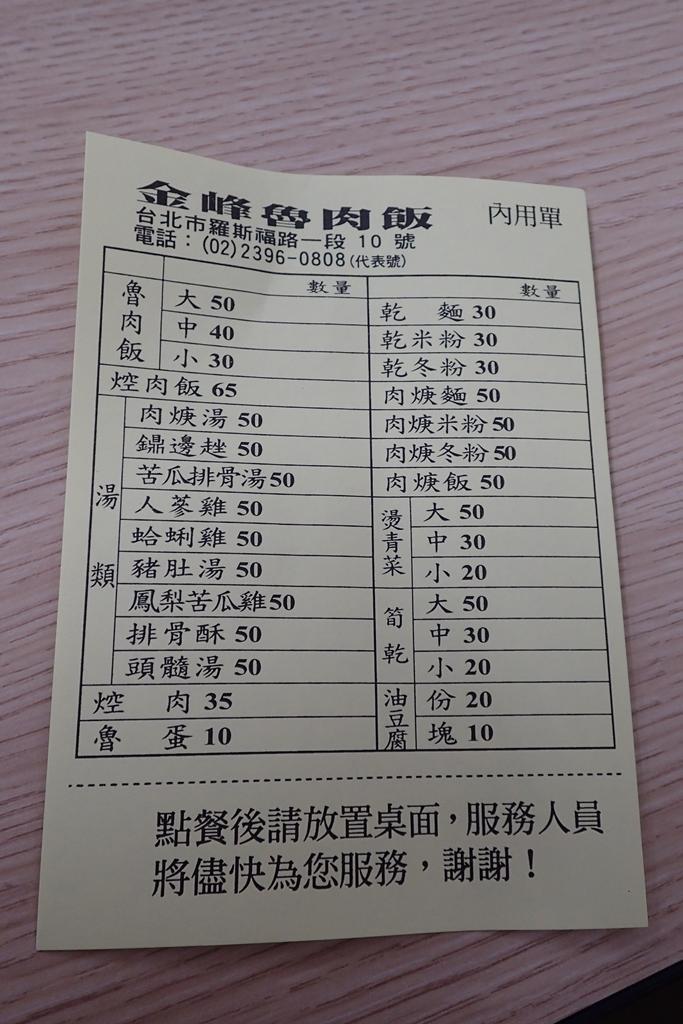 金峰魯肉飯 內用單
台北市羅斯福路一段 10 號
電話：(02)2396-0808(代表號)
數量
魯肉飯
大 50
中 40
小 30
焢肉飯 65
湯類
肉焿湯 50
鼎邊趖 50
苦瓜排骨湯 50
人蔘雞 50
蛤蜊雞 50
豬肚湯 50
鳳梨苦瓜雞 50
排骨酥 50
頭髓湯 50
焢肉 35
魯蛋 10
數量
乾麵 30
乾米粉 30
乾冬粉 30
肉焿麵 50
肉焿米粉 50
肉焿冬粉 50
肉焿飯 50
燙青菜
大 50
中 30
小 20
筍乾
大 50
中 30
小 20
油豆腐
份 20
塊 10
點餐後請放置桌面，服務人員
將儘快為您服務，謝謝！